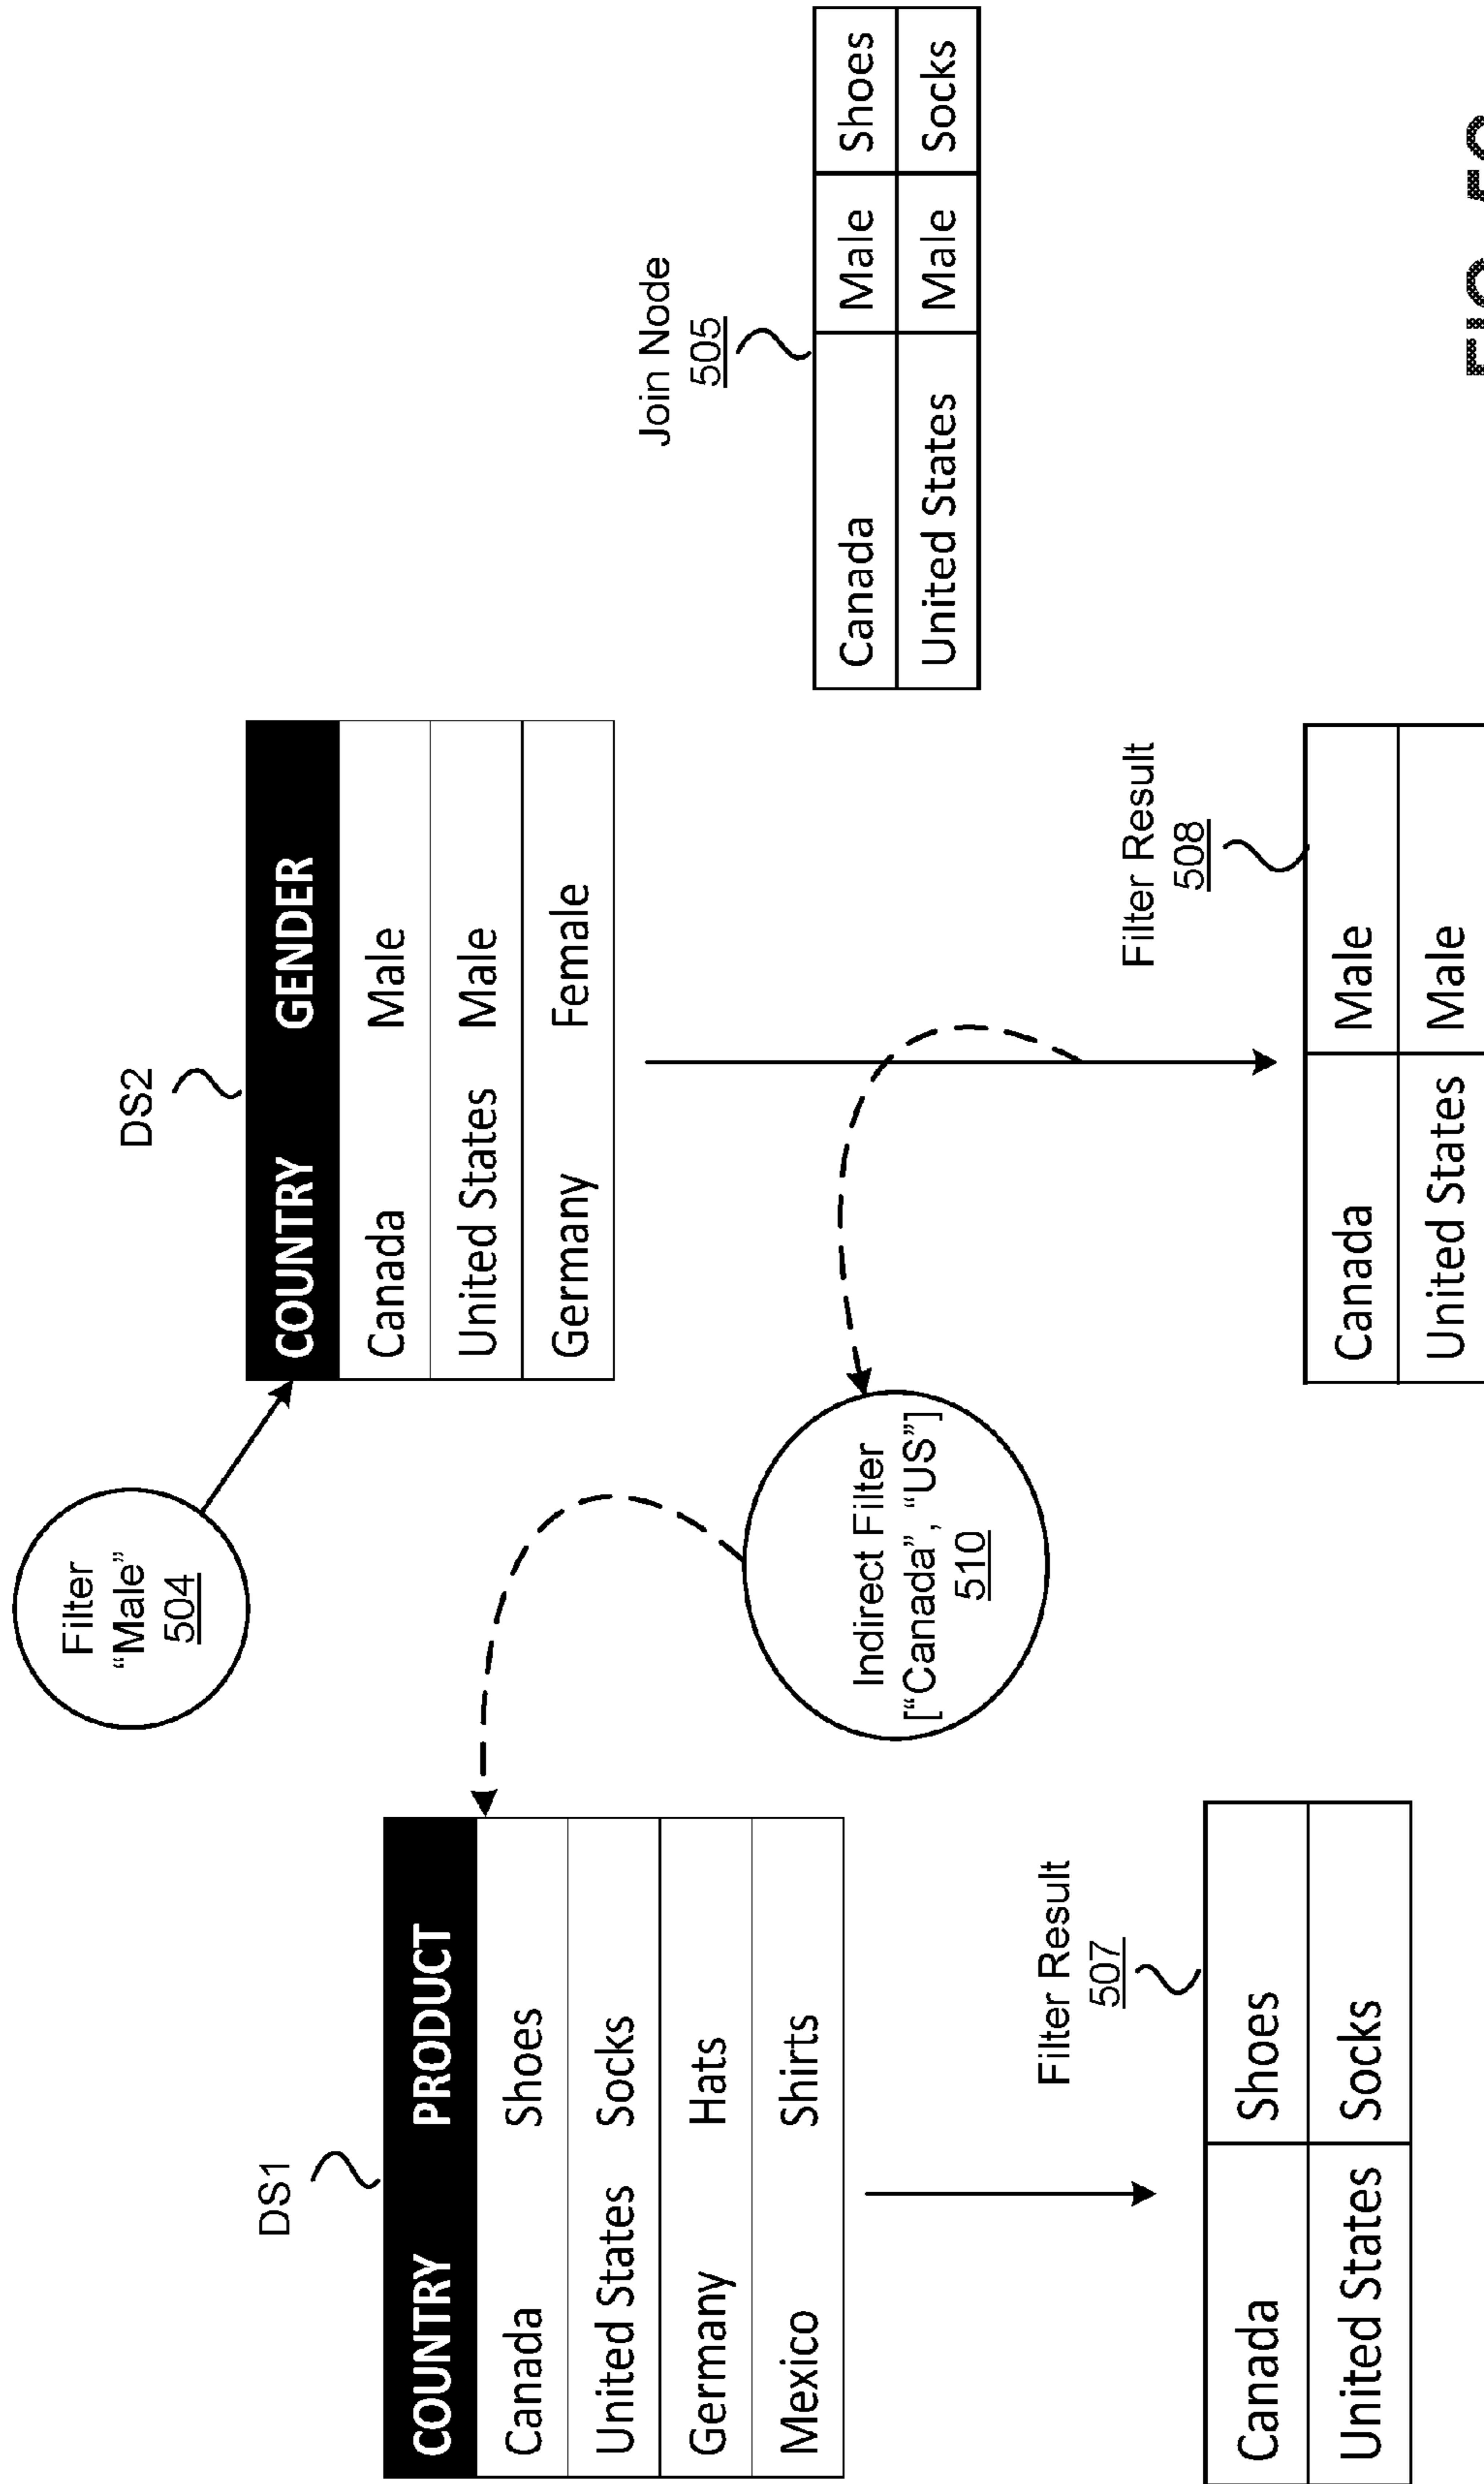 Filter
“Male”
504
DS1
COUNTRY PRODUCT
Canada Shoes
United States Socks
Germany Hats
Mexico Shirts
DS2
COUNTRY GENDER
Canada Male
United States Male
Germany Female
Join Node
505
Canada Male Shoes
United States Male Socks
Indirect Filter
[“Canada”, “US”]
510
Filter Result
507
Canada Shoes
United States Socks
Filter Result
508
Canada Male
United States Male